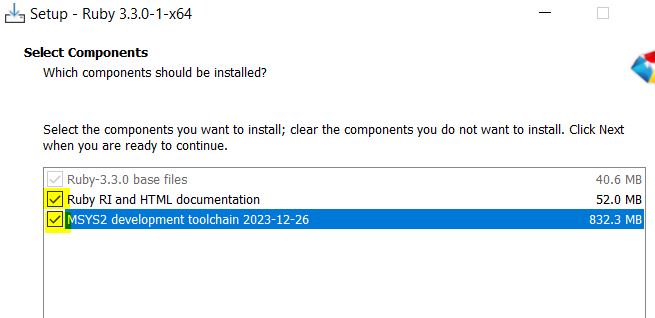 Setup - Ruby 3.3.0-1-x64
Select Components
Which components should be installed?
Select the components you want to install; clear the components you do not want to install. Click Next
when you are ready to continue.
Ruby-3.3.0 base files 40.6 MB
Ruby RI and HTML documentation 52.0 MB
MSYS2 development toolchain 2023-12-26 832.3 MB